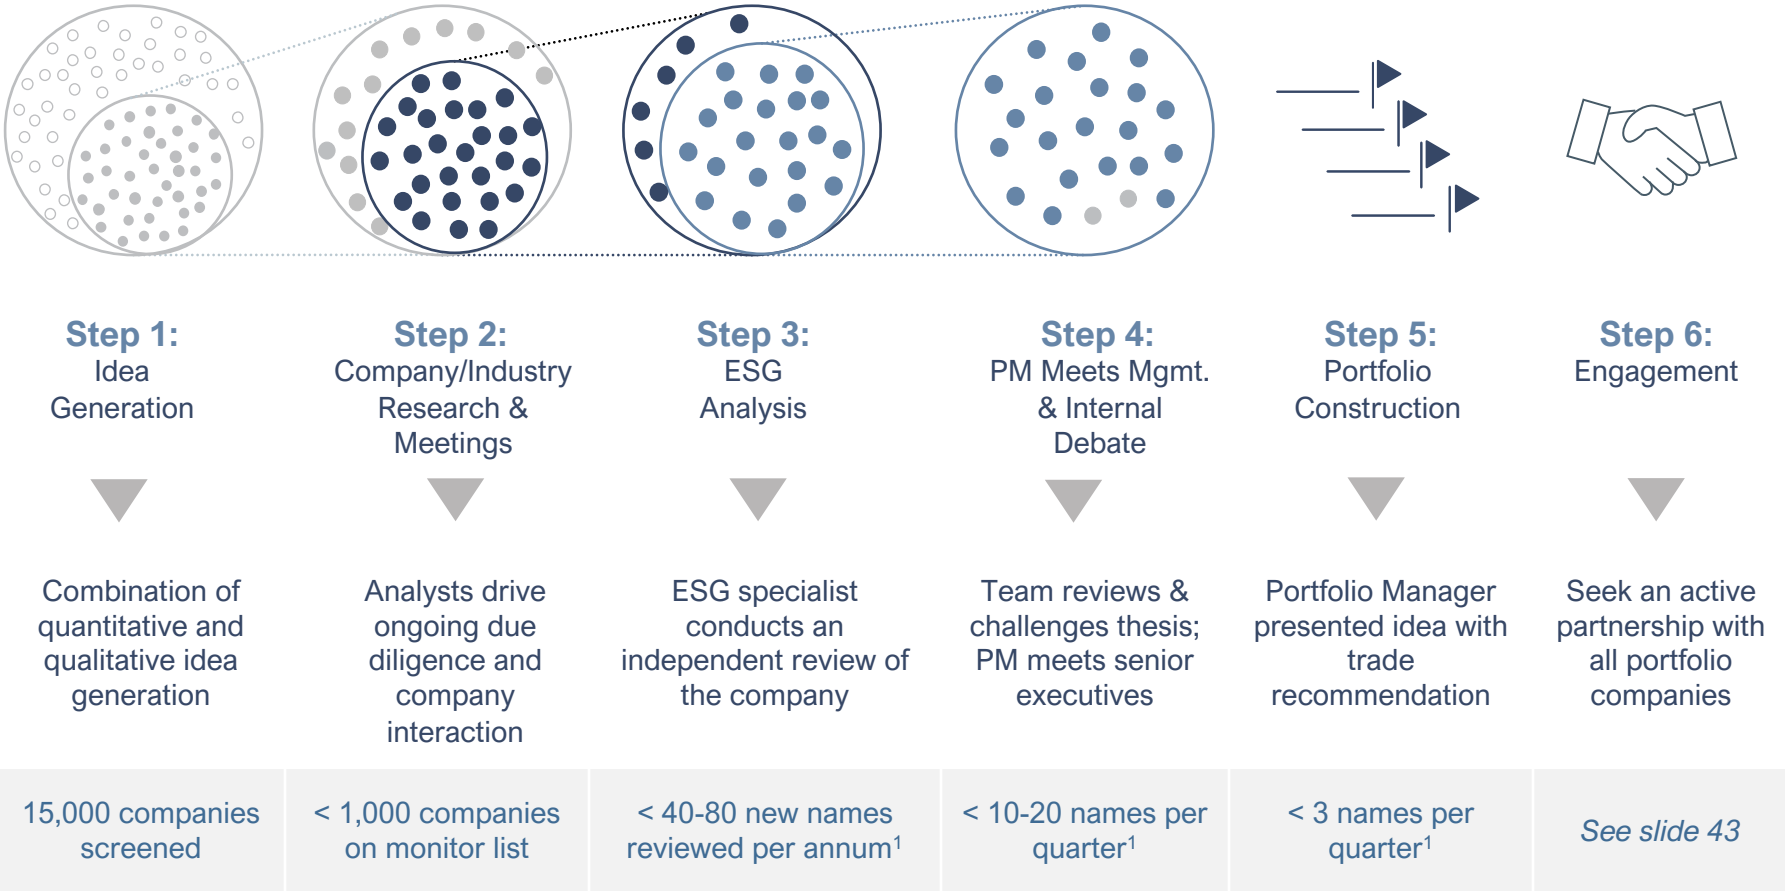 Step 1:
Idea
Generation
Step 2:
Company/Industry
Research &
Meetings
Step 3:
ESG
Analysis
Step 4:
PM Meets Mgmt.
& Internal
Debate
Step 5:
Portfolio
Construction
Step 6:
Engagement
Combination of
quantitative and
qualitative idea
generation
Analysts drive
ongoing due
diligence and
company
interaction
ESG specialist
conducts an
independent review of
the company
Team reviews &
challenges thesis;
PM meets senior
executives
Portfolio Manager
presented idea with
trade
recommendation
Seek an active
partnership with
all portfolio
companies
15,000 companies
screened
< 1,000 companies
on monitor list
< 40-80 new names
reviewed per annum¹
< 10-20 names per
quarter¹
< 3 names per
quarter¹
See slide 43